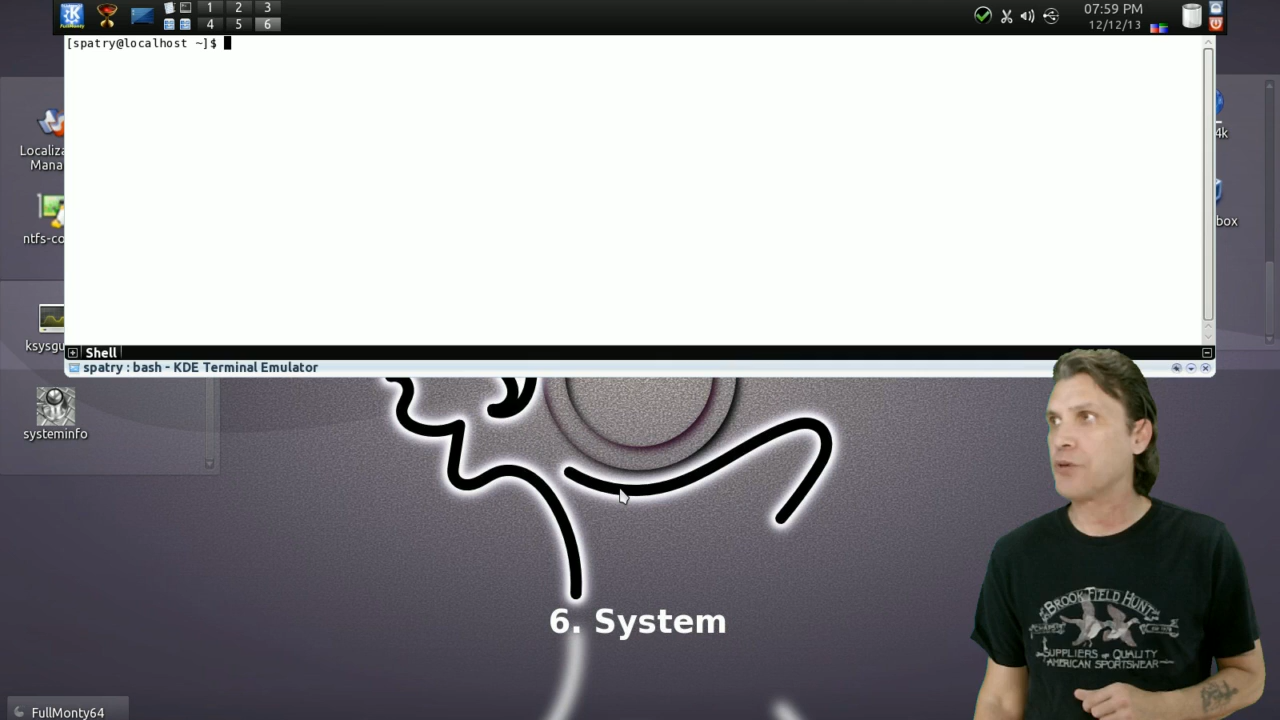 FullMonty
1 2 3
4 5 6
07:59 PM
12/12/13
[spatry@localhost ~]$
Localiza
Mana
ntfs-co
ksysgu
systeminfo
4k
box
Shell
spatry : bash - KDE Terminal Emulator
6. System
BROOK FIELD HUNT
SUPPLIERS of QUALITY
AMERICAN SPORTSWEAR
FullMonty64